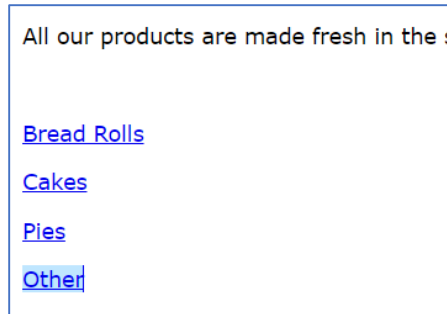 All our products are made fresh in the
Bread Rolls
Cakes
Pies
Other